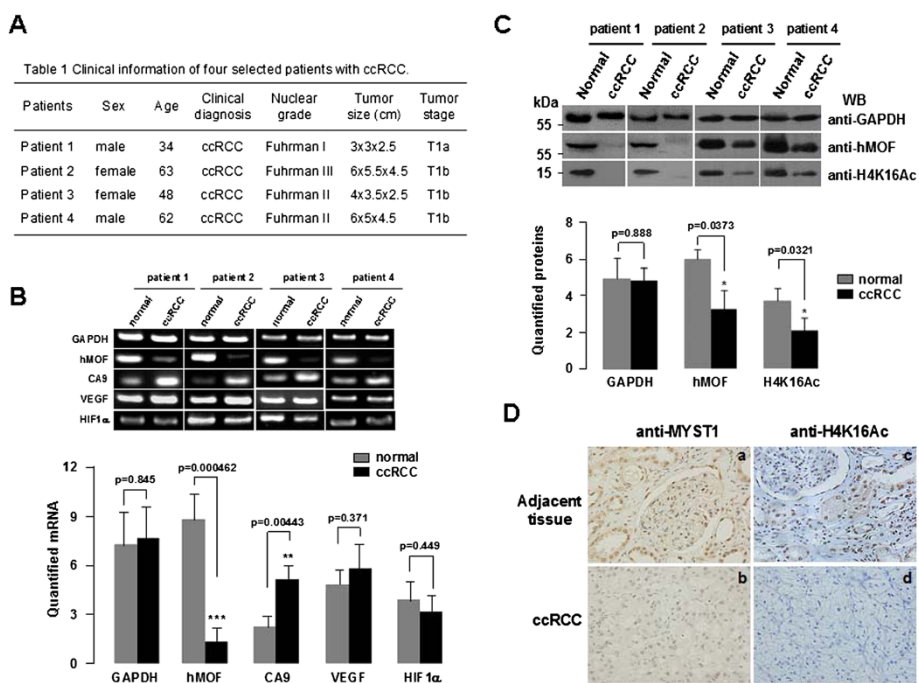 A
Table 1 Clinical information of four selected patients with ccRCC.
Patients Sex Age Clinical diagnosis Nuclear grade Tumor size (cm) Tumor stage
Patient 1 male 34 ccRCC Fuhrman I 3x3x2.5 T1a
Patient 2 female 63 ccRCC Fuhrman III 6x5.5x4.5 T1b
Patient 3 female 48 ccRCC Fuhrman II 4x3.5x2.5 T1b
Patient 4 male 62 ccRCC Fuhrman II 6x5x4.5 T1b
B
patient 1 patient 2 patient 3 patient 4
normal ccRCC normal ccRCC normal ccRCC normal ccRCC
GAPDH
hMOF
CA9
VEGF
HIF1α
normal
ccRCC
Quantified mRNA
12
9
6
3
0
p=0.845
p=0.000462
***
p=0.00443
**
p=0.371
p=0.449
GAPDH hMOF CA9 VEGF HIF1α
C
patient 1 patient 2 patient 3 patient 4
Normal ccRCC Normal ccRCC Normal ccRCC Normal ccRCC
kDa WB
55 anti-GAPDH
55 anti-hMOF
15 anti-H4K16Ac
Quantified proteins
8
6
4
2
0
p=0.888
p=0.0373
*
p=0.0321
*
normal
ccRCC
GAPDH hMOF H4K16Ac
D
anti-MYST1 anti-H4K16Ac
Adjacent tissue
a c
ccRCC
b d